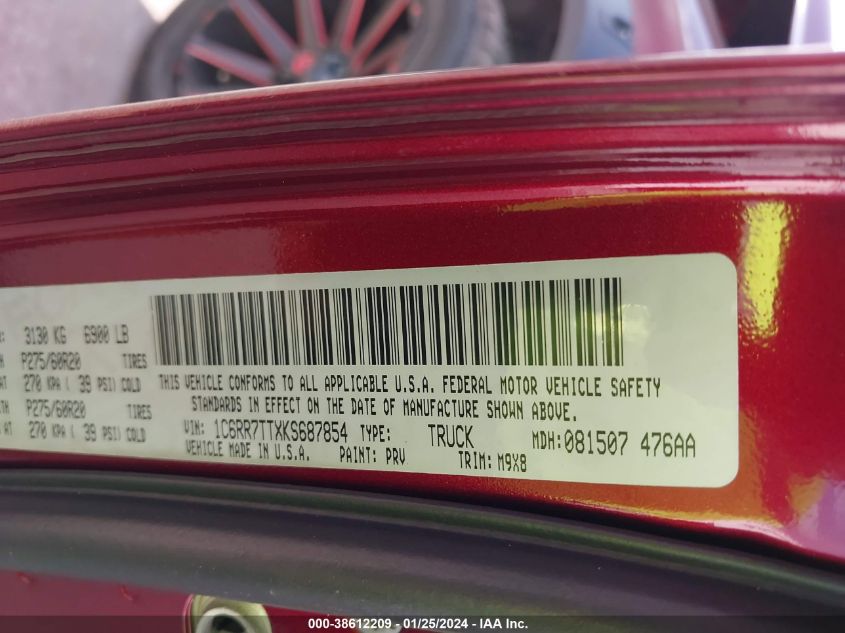 3130 KG 6900 LB
P275/60R20 TIRES
270 KPA ( 39 PSI) COLD
P275/60R20 TIRES
270 KPA ( 39 PSI) COLD
THIS VEHICLE CONFORMS TO ALL APPLICABLE U.S.A. FEDERAL MOTOR VEHICLE SAFETY
STANDARDS IN EFFECT ON THE DATE OF MANUFACTURE SHOWN ABOVE.
VIN: 1C6RR7TTXKS687854 TYPE: TRUCK MDH:081507 476AA
VEHICLE MADE IN U.S.A. PAINT: PRV TRIM: M9X8
000-38612209 - 01/25/2024 - IAA Inc.